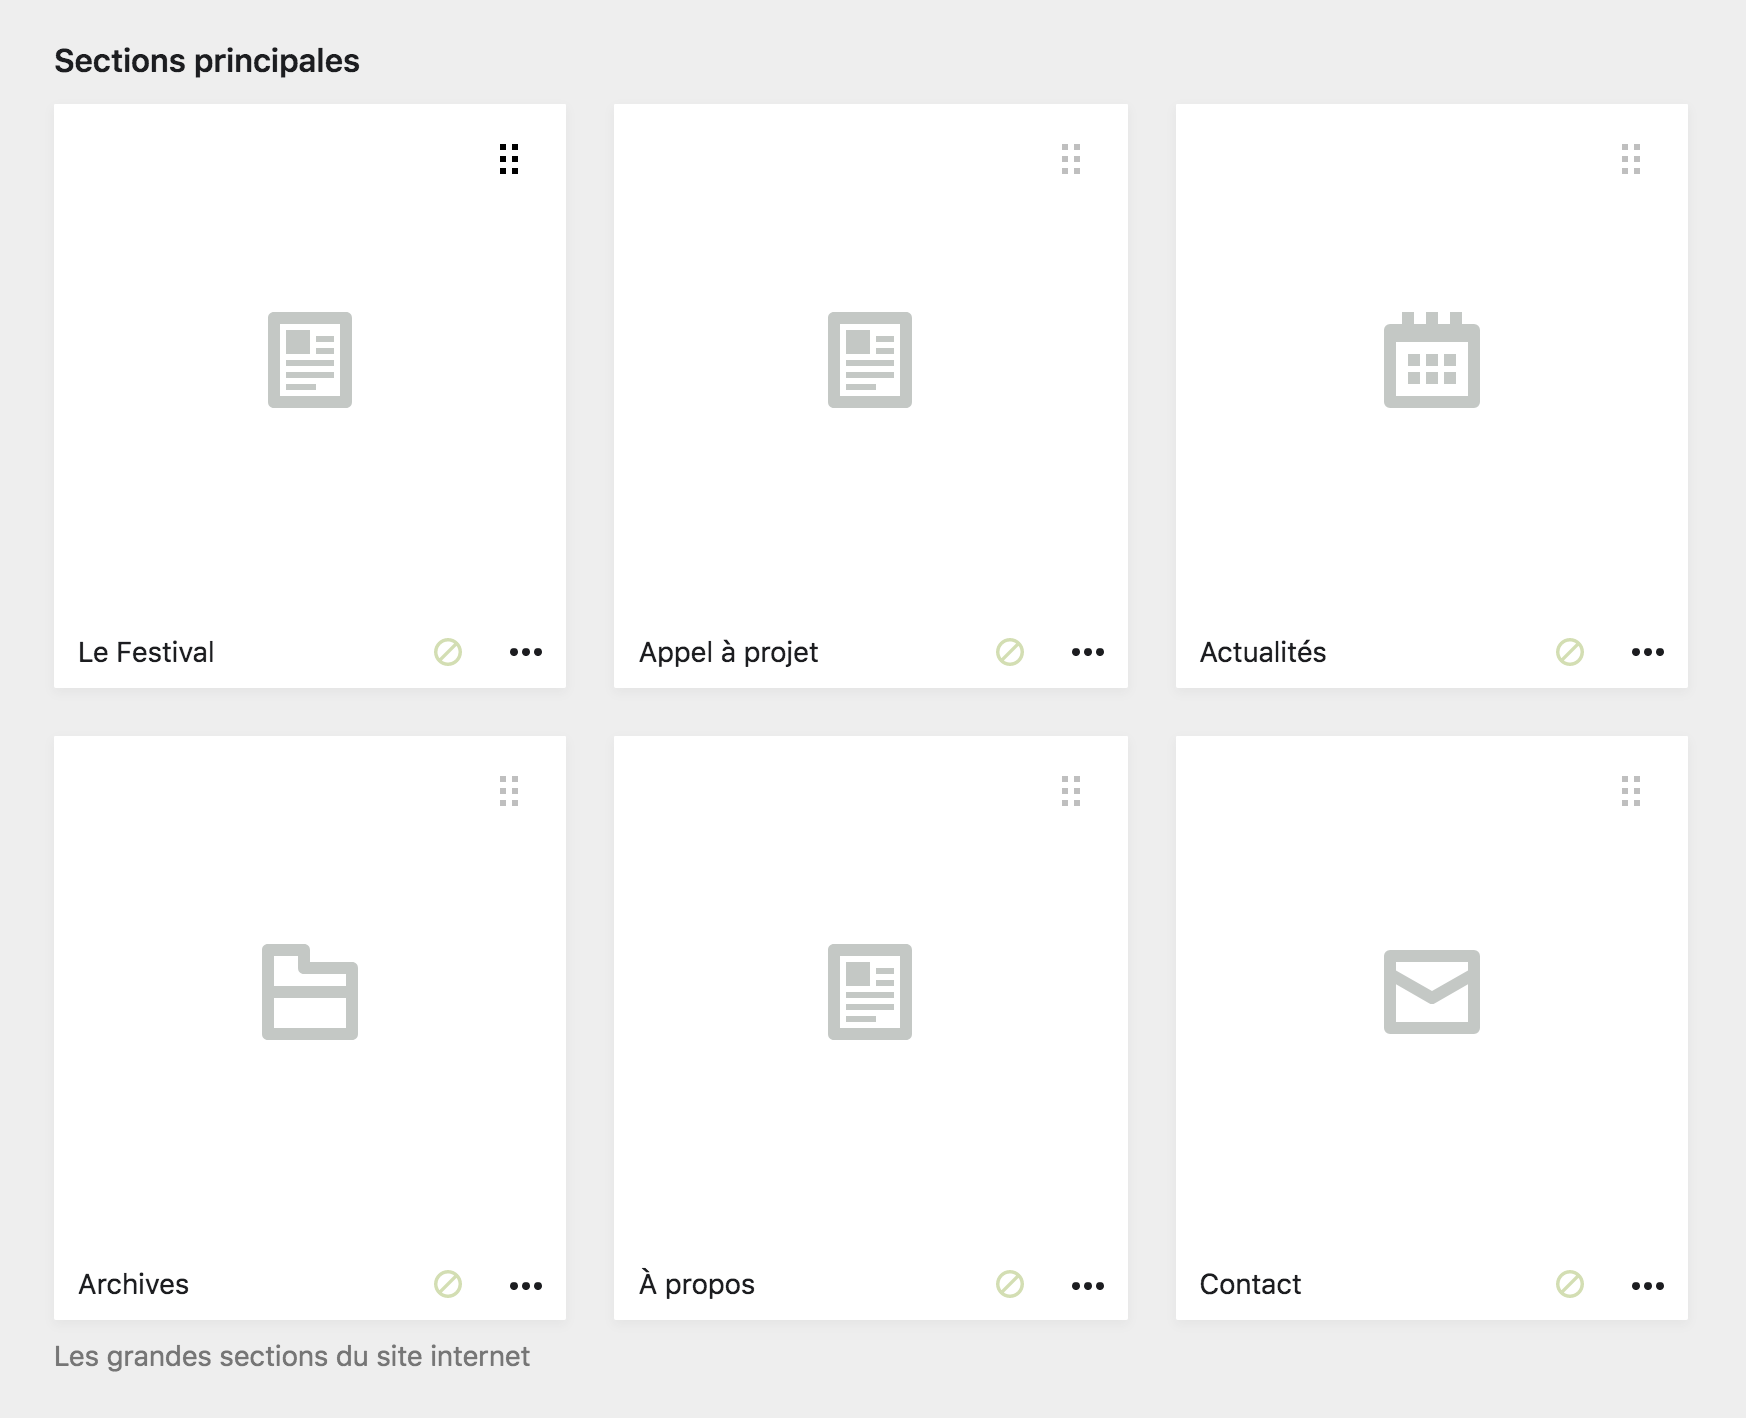 Sections principales
Le Festival
Appel à projet
Actualités
Archives
À propos
Contact
Les grandes sections du site internet